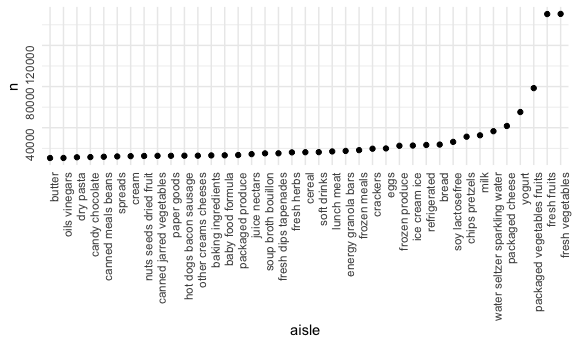 n
120000
80000
40000
butter
oils vinegars
dry pasta
candy chocolate
canned meals beans
spreads
cream
nuts seeds dried fruit
canned jarred vegetables
paper goods
hot dogs bacon sausage
other creams cheeses
baking ingredients
baby food formula
packaged produce
juice nectars
soup broth bouillon
fresh dips tapenades
fresh herbs
cereal
soft drinks
lunch meat
energy granola bars
frozen meals
crackers
eggs
frozen produce
ice cream ice
refrigerated
bread
soy lactosefree
chips pretzels
milk
water seltzer sparkling water
packaged cheese
yogurt
packaged vegetables fruits
fresh fruits
fresh vegetables
aisle